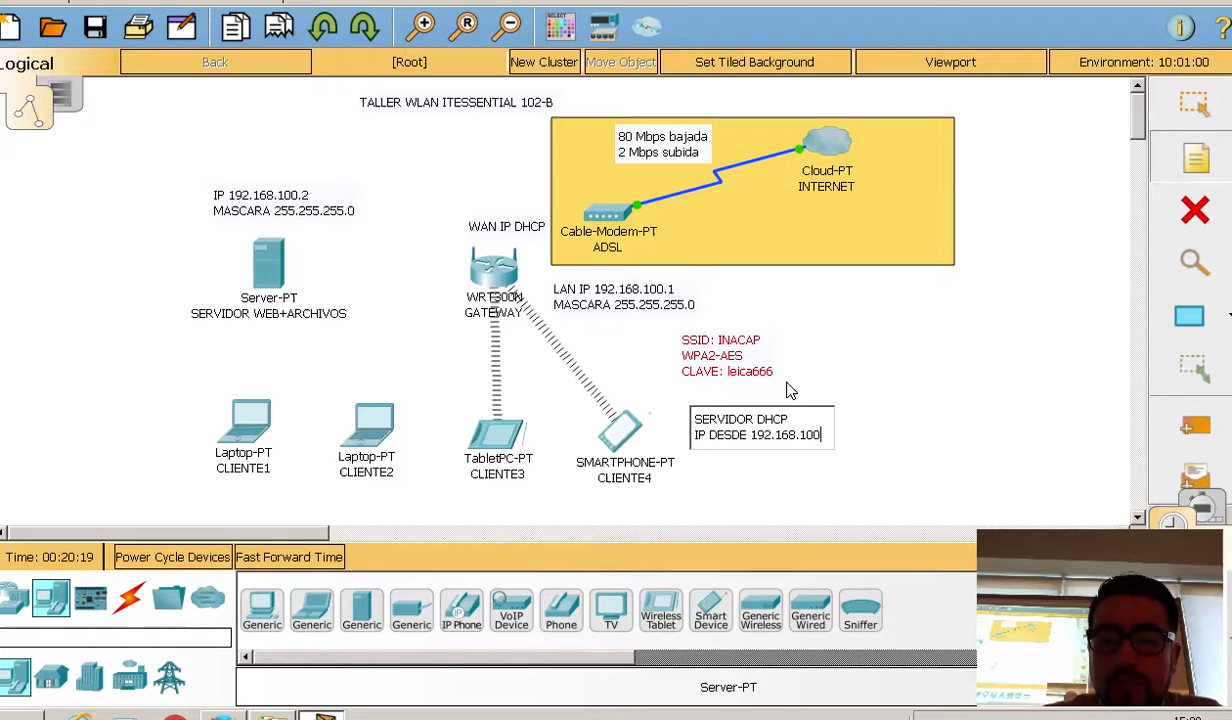 Logical
Back
[Root]
New Cluster
Move Object
Set Tiled Background
Viewport
Environment: 10:01:00
TALLER WLAN ITESSENTIAL 102-B
80 Mbps bajada
2 Mbps subida
Cloud-PT
INTERNET
IP 192.168.100.2
MASCARA 255.255.255.0
WAN IP DHCP
Cable-Modem-PT
ADSL
Server-PT
SERVIDOR WEB+ARCHIVOS
WRT300N
GATEWAY
LAN IP 192.168.100.1
MASCARA 255.255.255.0
SSID: INACAP
WPA2-AES
CLAVE: leica666
SERVIDOR DHCP
IP DESDE 192.168.100
Laptop-PT
CLIENTE1
Laptop-PT
CLIENTE2
TabletPC-PT
CLIENTE3
SMARTPHONE-PT
CLIENTE4
Time: 00:20:19
Power Cycle Devices
Fast Forward Time
Generic
Generic
Generic
Generic
IP Phone
VoIP Device
Phone
TV
Wireless Tablet
Smart Device
Generic Wireless
Generic Wired
Sniffer
Server-PT